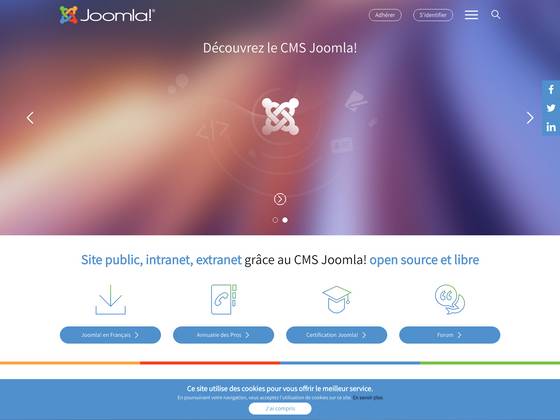 Joomla!®
Adhérer
S'identifier
Découvrez le CMS Joomla!
Site public, intranet, extranet grâce au CMS Joomla! open source et libre
Joomla! en Français
Annuaire des Pros
Certification Joomla!
Forum
Ce site utilise des cookies pour vous offrir le meilleur service.
En poursuivant votre navigation, vous acceptez l'utilisation de cookies sur ce site. En savoir plus
J'ai compris